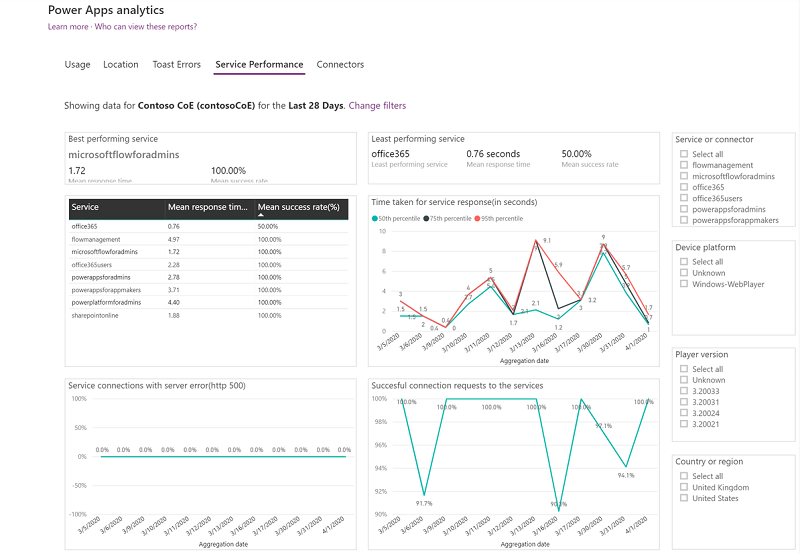 Power Apps analytics
Learn more · Who can view these reports?
Usage Location Toast Errors Service Performance Connectors
Showing data for Contoso CoE (contosoCoE) for the Last 28 Days. Change filters
Best performing service
microsoftflowforadmins
1.72 100.00%
Mean response time Mean success rate
Least performing service
office365 0.76 seconds 50.00%
Least performing service Mean response time Mean success rate
Service or connector
Select all
flowmanagement
microsoftflowforadmins
office365
office365users
powerappsforadmins
powerappsforappmakers
Service Mean response tim... Mean success rate(%)
office365 0.76 50.00%
flowmanagement 4.97 100.00%
microsoftflowforadmins 1.72 100.00%
office365users 2.28 100.00%
powerappsforadmins 2.78 100.00%
powerappsforappmakers 3.71 100.00%
powerplatformforadmins 4.40 100.00%
sharepointonline 1.88 100.00%
Time taken for service response(in seconds)
50th percentile 75th percentile 95th percentile
10
8
6
4
2
0
3 1.5 1.5 1.5 2 0.4 0.6 0 4 2.7 5 1.7 2.1 2.1 9.1 5.9 1.2 3 3.2 9 5.7 1.7 1
3/5/2020 3/6/2020 3/9/2020 3/10/2020 3/11/2020 3/12/2020 3/13/2020 3/16/2020 3/17/2020 3/30/2020 3/31/2020 4/1/2020
Aggregation date
Device platform
Select all
Unknown
Windows-WebPlayer
Player version
Select all
Unknown
3.20033
3.20031
3.20024
3.20021
Service connections with server error(http 500)
100%
50%
0%
-50%
-100%
0.0% 0.0% 0.0% 0.0% 0.0% 0.0% 0.0% 0.0% 0.0% 0.0% 0.0% 0.0%
3/5/2020 3/6/2020 3/9/2020 3/10/2020 3/11/2020 3/12/2020 3/13/2020 3/16/2020 3/17/2020 3/30/2020 3/31/2020 4/1/2020
Aggregation date
Succesful connection requests to the services
100%
98%
96%
94%
92%
90%
100.0% 91.7% 100.0% 100.0% 100.0% 100.0% 97.1% 94.1% 100.0%
3/5/2020 3/6/2020 3/9/2020 3/10/2020 3/11/2020 3/12/2020 3/13/2020 3/16/2020 3/17/2020 3/30/2020 3/31/2020 4/1/2020
Aggregation date
Country or region
Select all
United Kingdom
United States